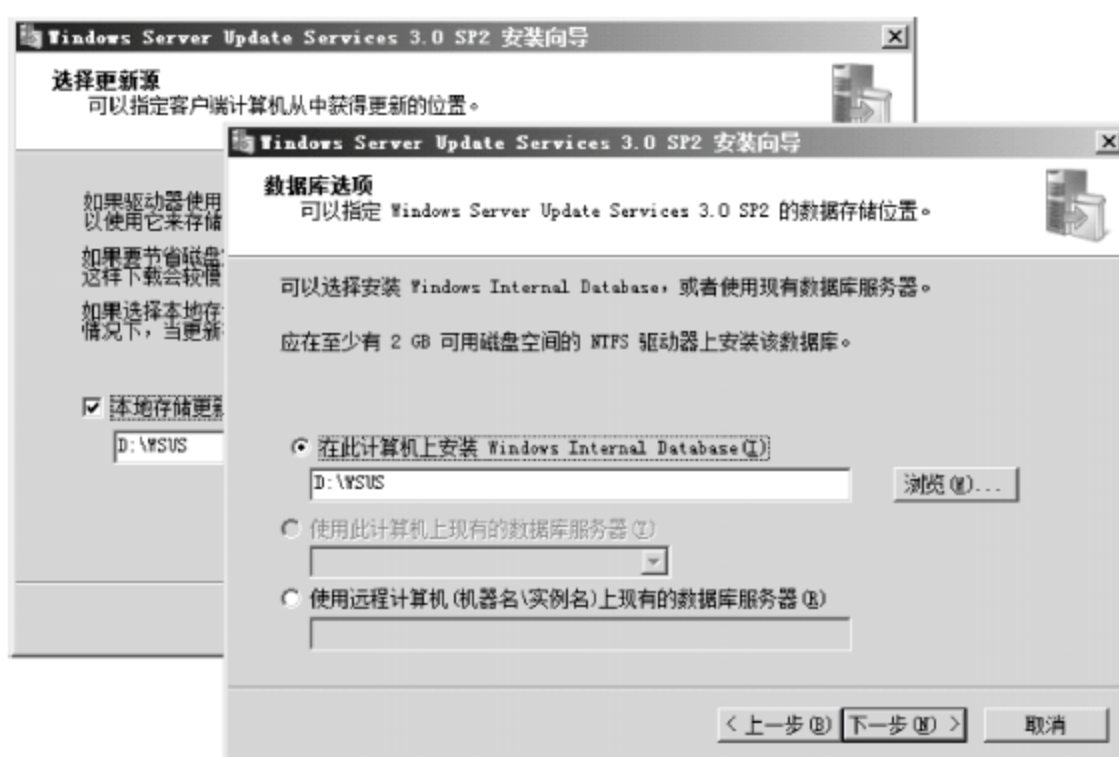 Windows Server Update Services 3.0 SP2 安装向导
选择更新源
可以指定客户端计算机从中获得更新的位置。
如果驱动器使用
以使用它来存储
如果要节省磁盘
这样下载会较慢
如果选择本地存
情况下，当更新
本地存储更新
D:\WSUS
Windows Server Update Services 3.0 SP2 安装向导
数据库选项
可以指定 Windows Server Update Services 3.0 SP2 的数据存储位置。
可以选择安装 Windows Internal Database，或者使用现有数据库服务器。
应在至少有 2 GB 可用磁盘空间的 NTFS 驱动器上安装该数据库。
在此计算机上安装 Windows Internal Database(I)
D:\WSUS
浏览(W)...
使用此计算机上现有的数据库服务器(Y)
使用远程计算机(机器名\实例名)上现有的数据库服务器(R)
< 上一步(B)
下一步(N) >
取消